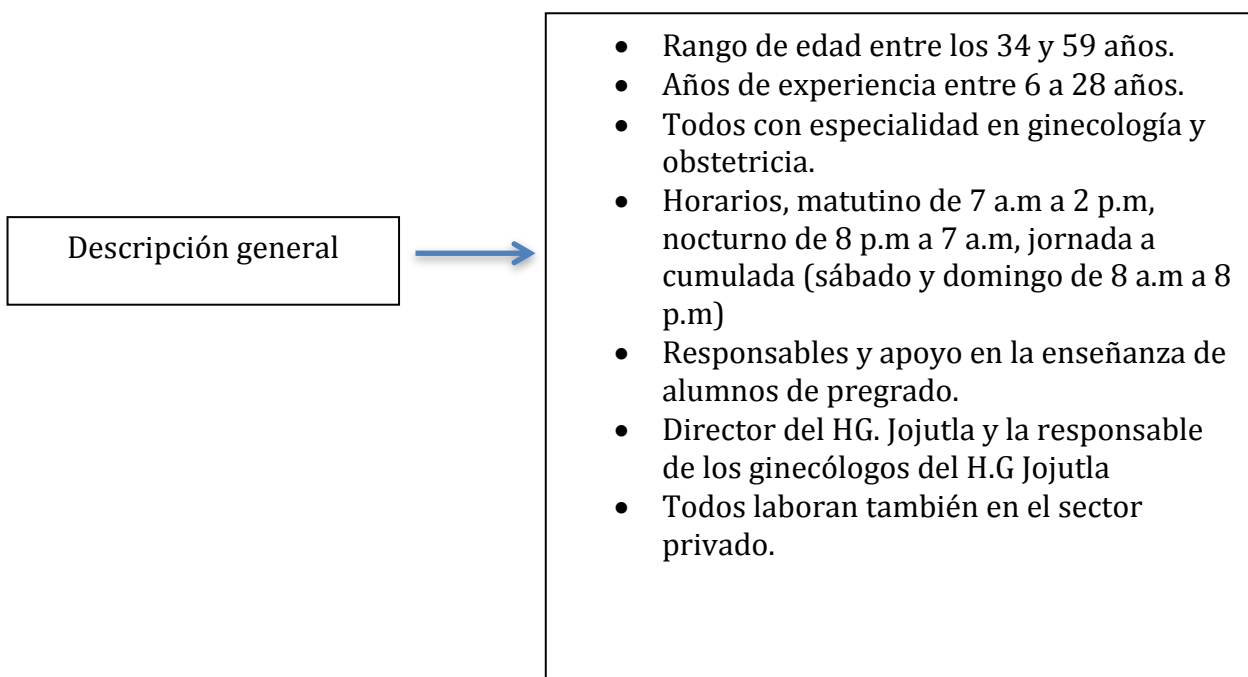 Descripción general
• Rango de edad entre los 34 y 59 años.
• Años de experiencia entre 6 a 28 años.
• Todos con especialidad en ginecología y
obstetricia.
• Horarios, matutino de 7 a.m a 2 p.m,
nocturno de 8 p.m a 7 a.m, jornada a
cumulada (sábado y domingo de 8 a.m a 8
p.m)
• Responsables y apoyo en la enseñanza de
alumnos de pregrado.
• Director del HG. Jojutla y la responsable
de los ginecólogos del H.G Jojutla
• Todos laboran también en el sector
privado.